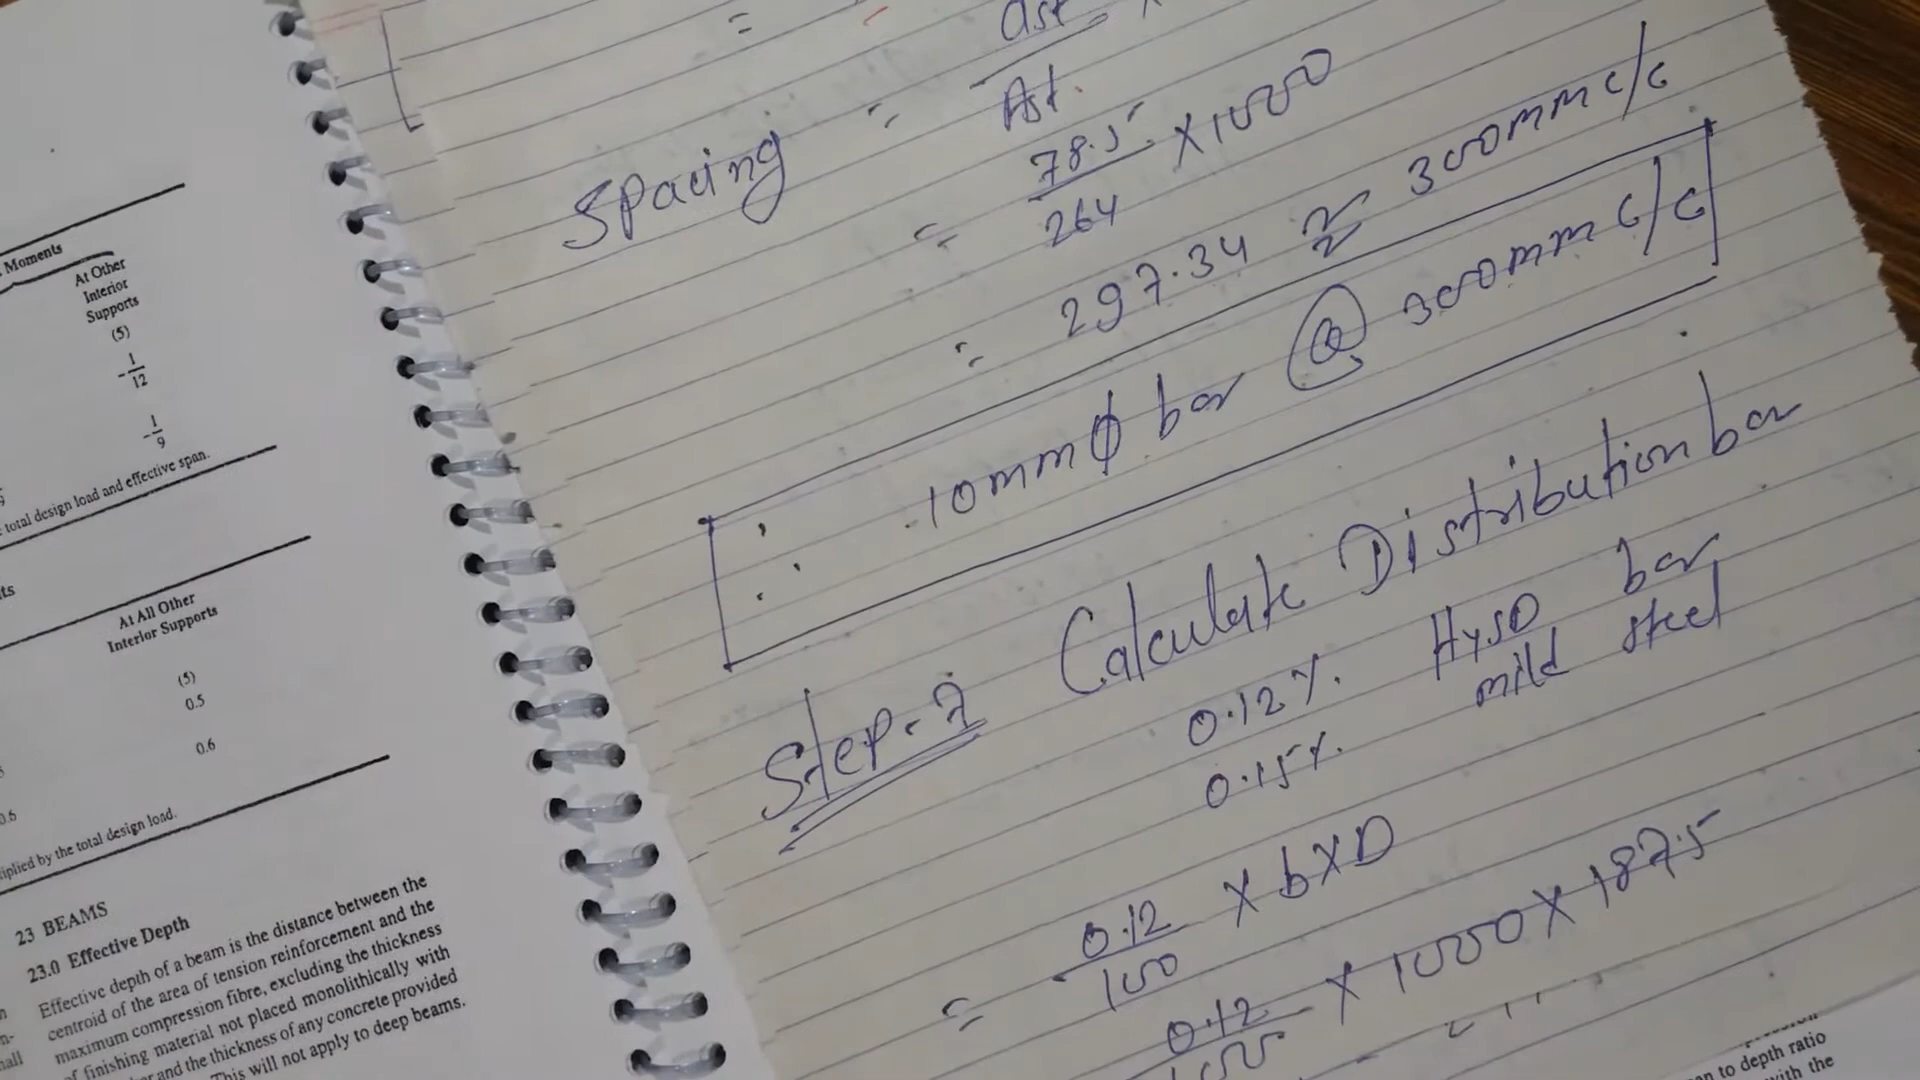 Moments
At Other
Interior
Supports
(5)
- 1/12
- 1/9
total design load and effective span.
At All Other
Interior Supports
(5)
0.5
0.6
0.6
iplied by the total design load.
23 BEAMS
23.0 Effective Depth
Effective depth of a beam is the distance between the
centroid of the area of tension reinforcement and the
maximum compression fibre, excluding the thickness
of finishing material not placed monolithically with
and the thickness of any concrete provided
This will not apply to deep beams.
=
Spacing = ast / Ast. ×
= 78.5 / 264 × 1000
= 297.34 ≈ 300mm c/c
∴ 10mm ϕ bar @ 300mm c/c
Step-7 Calculate Distribution bar
0.12%. HYSD bar
0.15%. mild steel
= 0.12 / 100 × b × D
0.12 / 100 × 1000 × 187.5
to depth ratio
with the